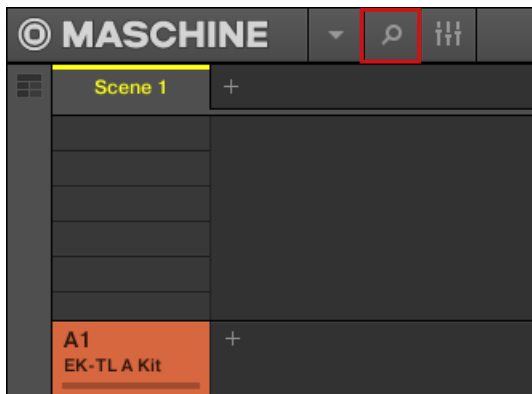 MASCHINE
Scene 1
+
A1
+
EK-TL A Kit